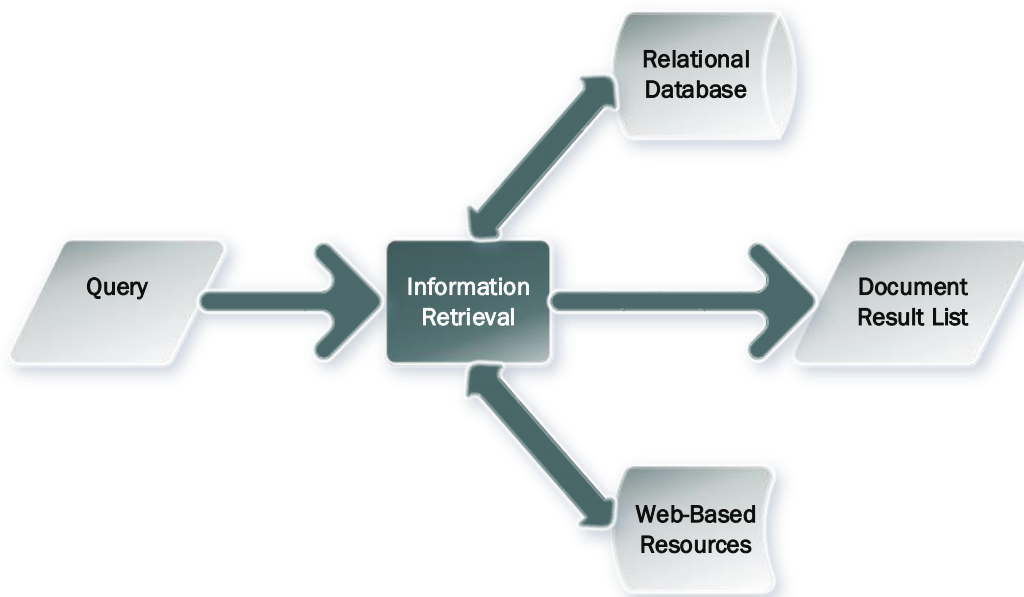 Relational
Database
Query
Information
Retrieval
Document
Result List
Web-Based
Resources